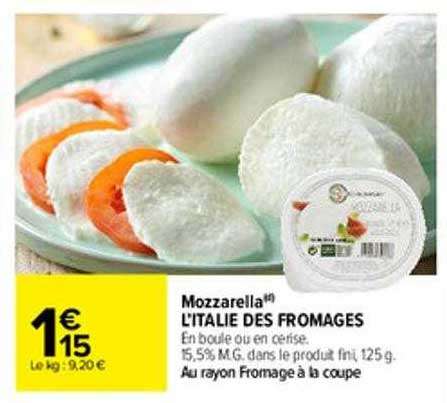 MOZZARELLA
1€15
Le kg : 9,20 €
Mozzarella(*)
L'ITALIE DES FROMAGES
En boule ou en cerise.
15,5% M.G. dans le produit fini, 125 g.
Au rayon Fromage à la coupe